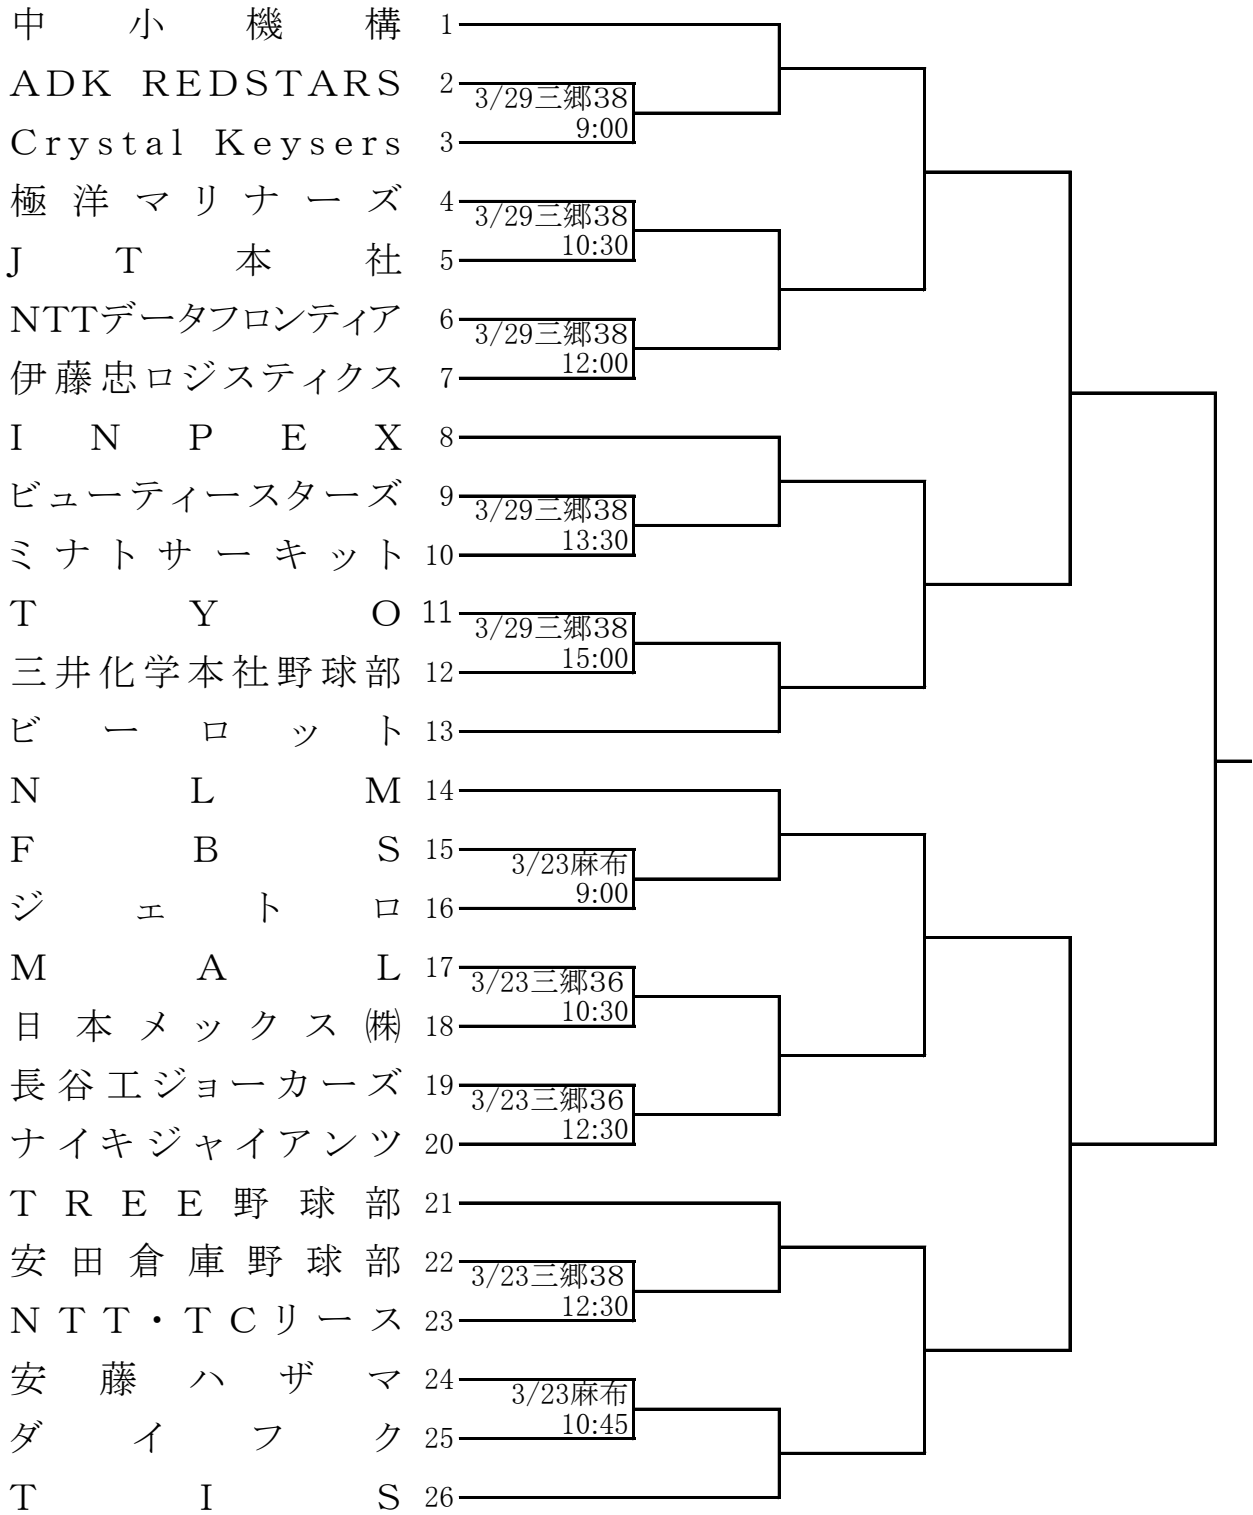 中小機構 1
ADK REDSTARS 2
3/29三郷38
9:00
Crystal Keysers 3
極洋マリナーズ 4
3/29三郷38
10:30
JT本社 5
NTTデータフロンティア 6
3/29三郷38
12:00
伊藤忠ロジスティクス 7
INPEX 8
ビューティースターズ 9
3/29三郷38
13:30
ミナトサーキット 10
TYO 11
3/29三郷38
15:00
三井化学本社野球部 12
ビーロット 13
NLM 14
FBS 15
3/23麻布
9:00
ジェトロ 16
MAL 17
3/23三郷36
10:30
日本メックス㈱ 18
長谷工ジョーカーズ 19
3/23三郷36
12:30
ナイキジャイアンツ 20
TREE野球部 21
安田倉庫野球部 22
3/23三郷38
12:30
NTT・TCリース 23
安藤ハザマ 24
3/23麻布
10:45
ダイフク 25
TIS 26